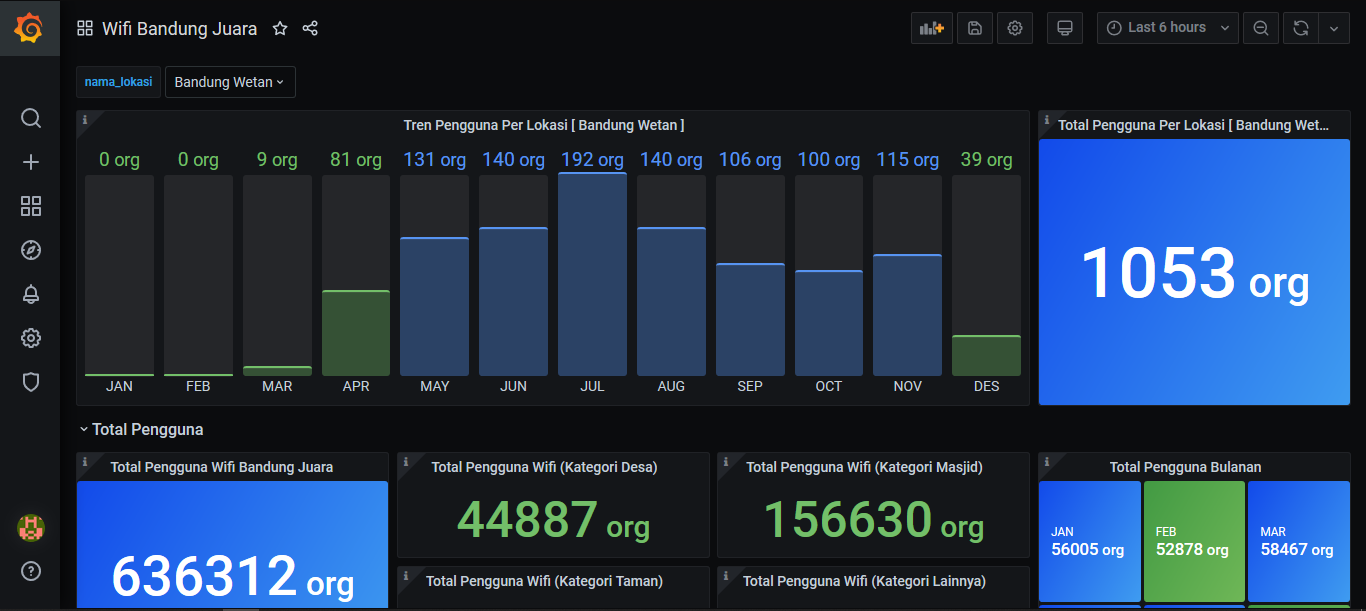 Wifi Bandung Juara
Last 6 hours
nama_lokasi
Bandung Wetan
i
Tren Pengguna Per Lokasi [ Bandung Wetan ]
0 org 0 org 9 org 81 org 131 org 140 org 192 org 140 org 106 org 100 org 115 org 39 org
JAN FEB MAR APR MAY JUN JUL AUG SEP OCT NOV DES
i
Total Pengguna Per Lokasi [ Bandung Wet...
1053 org
Total Pengguna
i
Total Pengguna Wifi Bandung Juara
636312 org
i
Total Pengguna Wifi (Kategori Desa)
44887 org
i
Total Pengguna Wifi (Kategori Masjid)
156630 org
i
Total Pengguna Bulanan
JAN
56005 org
FEB
52878 org
MAR
58467 org
i
Total Pengguna Wifi (Kategori Taman)
i
Total Pengguna Wifi (Kategori Lainnya)
?